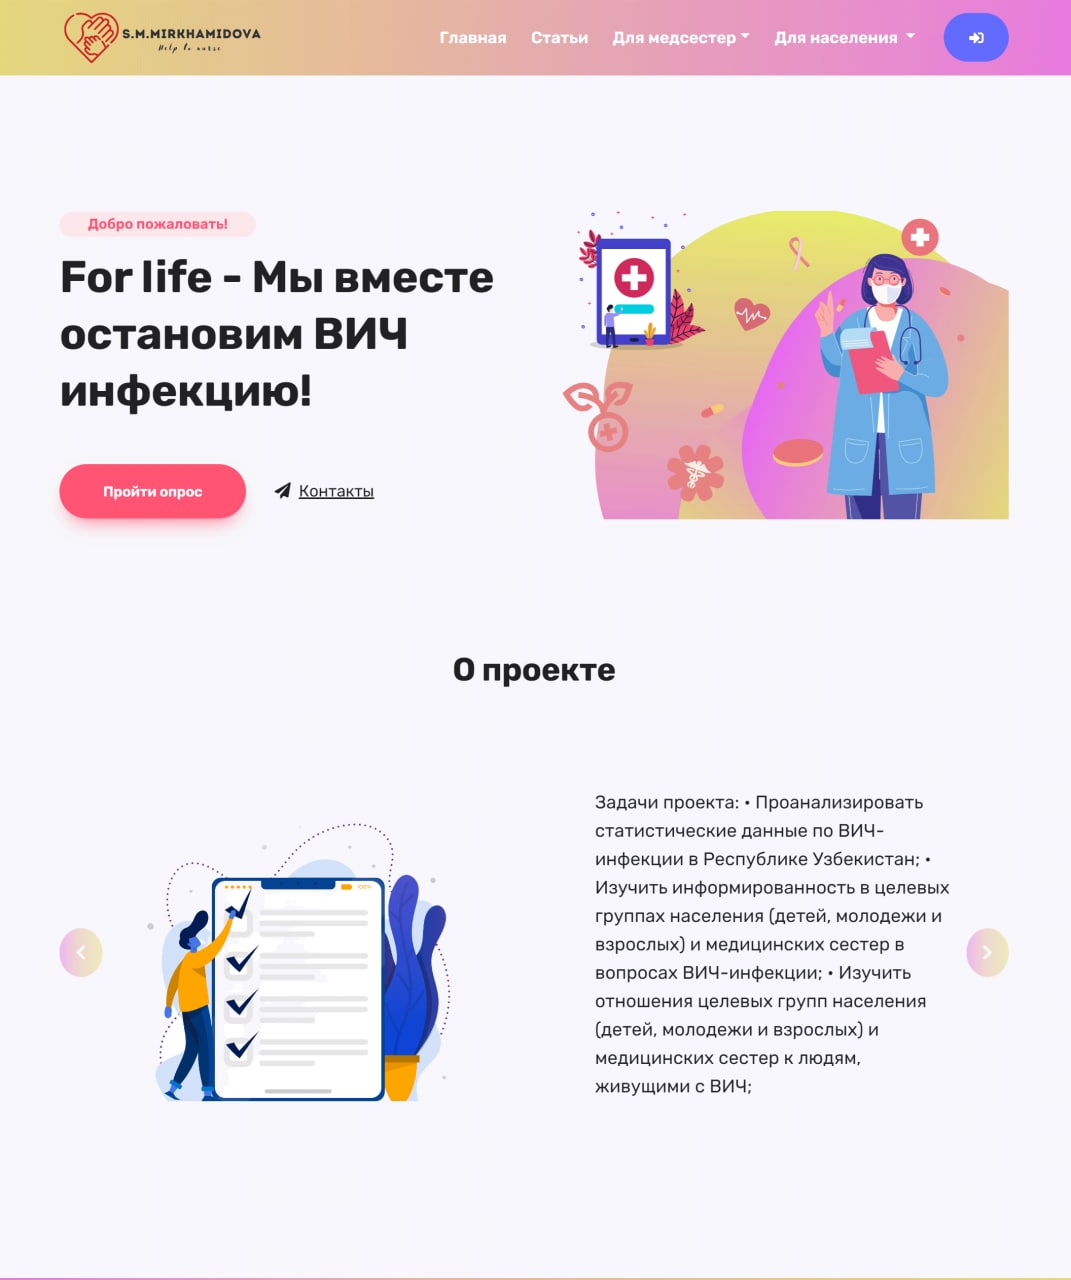 S.M.MIRKHAMIDOVA
Help to nurse
Главная Статьи Для медсестер Для населения
Добро пожаловать!
For life - Мы вместе
остановим ВИЧ
инфекцию!
Пройти опрос Контакты
О проекте
Задачи проекта: • Проанализировать
статистические данные по ВИЧ-
инфекции в Республике Узбекистан; •
Изучить информированность в целевых
группах населения (детей, молодежи и
взрослых) и медицинских сестер в
вопросах ВИЧ-инфекции; • Изучить
отношения целевых групп населения
(детей, молодежи и взрослых) и
медицинских сестер к людям,
живущими с ВИЧ;
100%